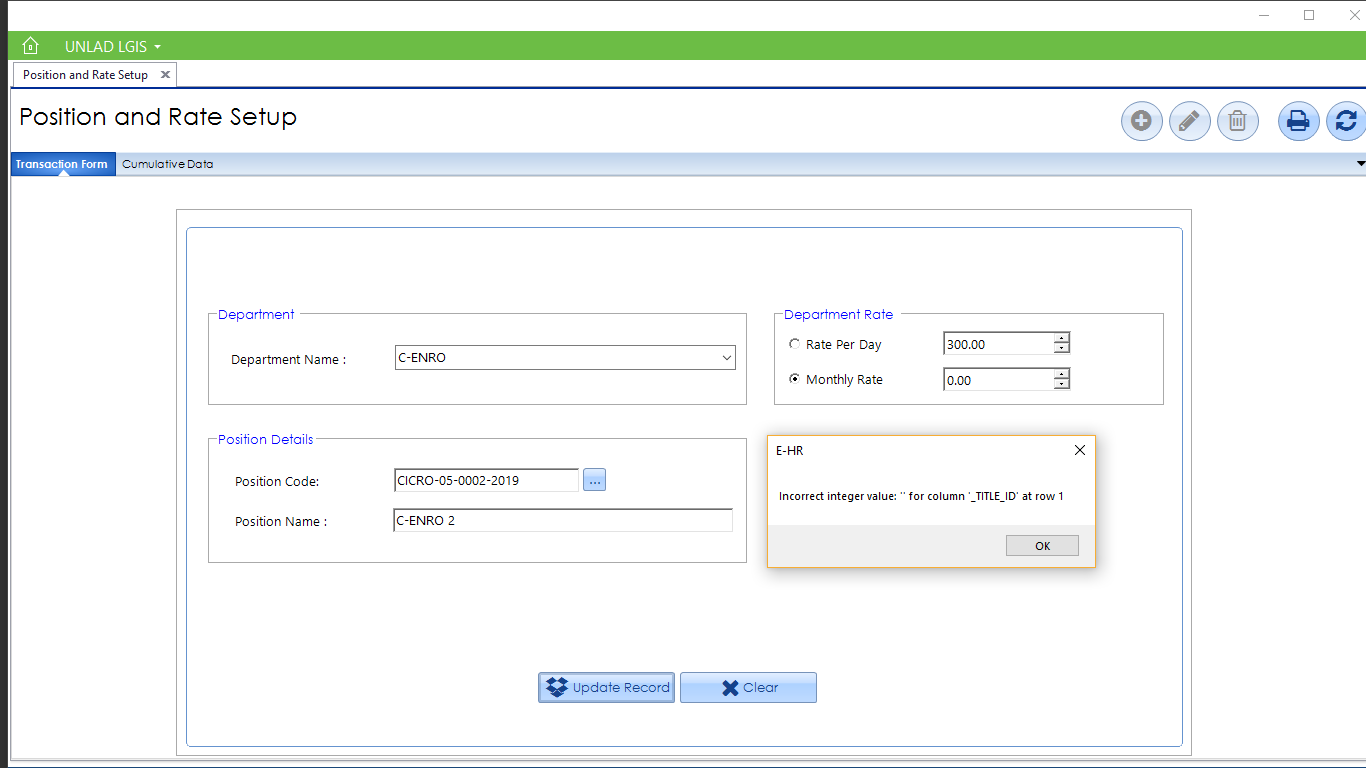 UNLAD LGIS
Position and Rate Setup
Position and Rate Setup
Transaction Form
Cumulative Data
Department
Department Name :
C-ENRO
Department Rate
Rate Per Day
300.00
Monthly Rate
0.00
Position Details
Position Code:
CICRO-05-0002-2019
...
Position Name :
C-ENRO 2
E-HR
Incorrect integer value: '' for column '_TITLE_ID' at row 1
OK
Update Record
Clear